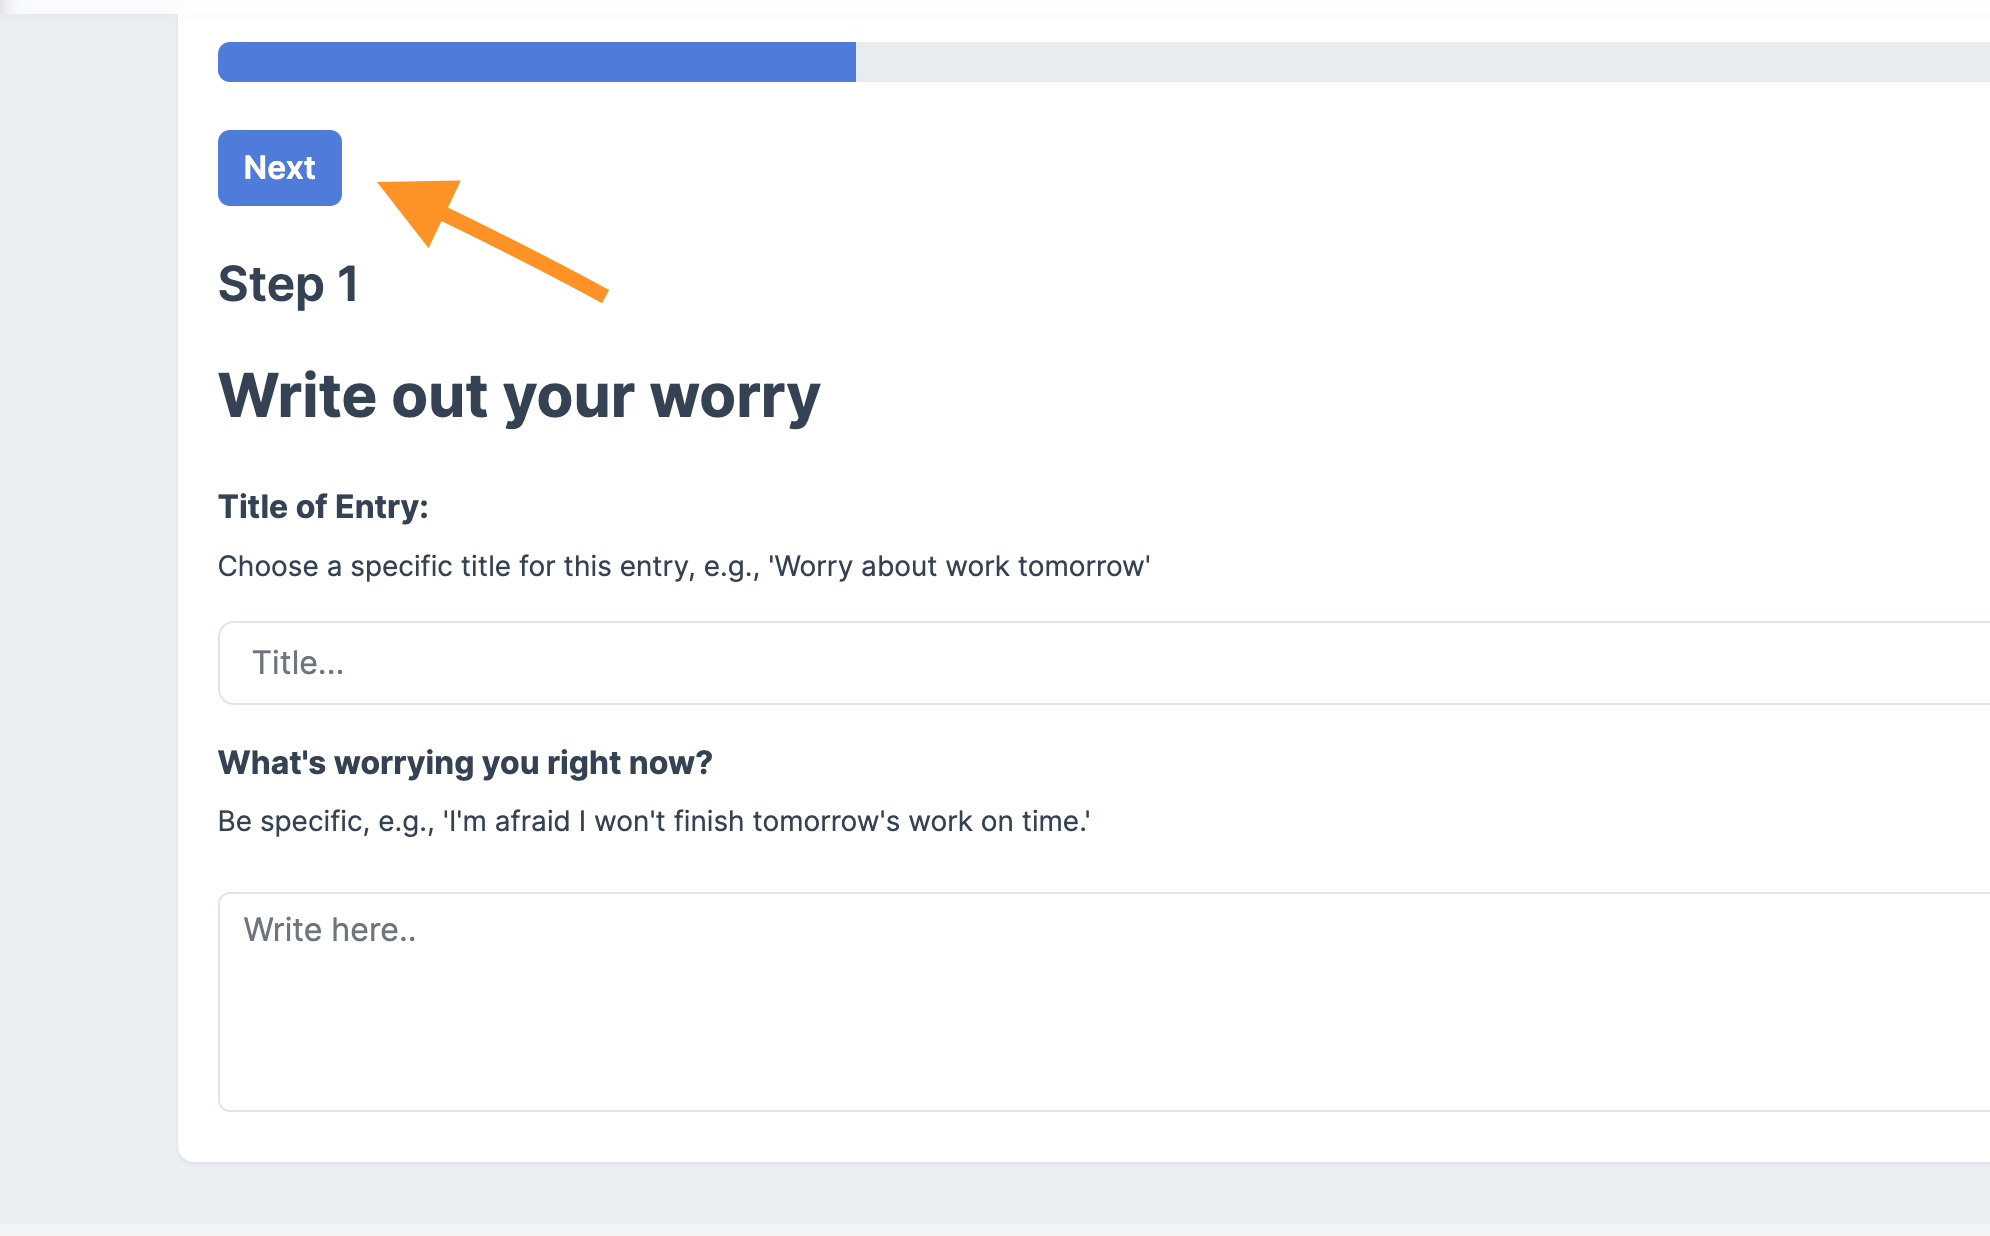 Next
Step 1
Write out your worry
Title of Entry:
Choose a specific title for this entry, e.g., 'Worry about work tomorrow'
Title...
What's worrying you right now?
Be specific, e.g., 'I'm afraid I won't finish tomorrow's work on time.'
Write here..